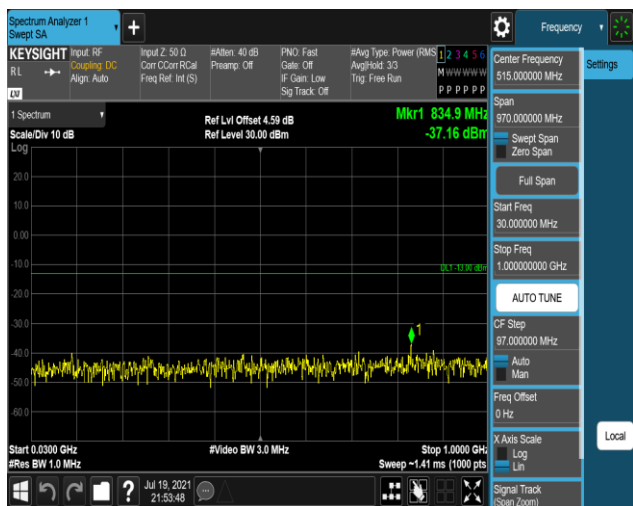 Spectrum Analyzer 1
Swept SA
Frequency
KEYSIGHT
RL
LXI
Input: RF
Coupling: DC
Align: Auto
Input Z: 50 Ω
Corr CCorr RCal
Freq Ref: Int (S)
#Atten: 40 dB
Preamp: Off
PNO: Fast
Gate: Off
IF Gain: Low
Sig Track: Off
#Avg Type: Power (RMS
Avg|Hold: 3/3
Trig: Free Run
1 2 3 4 5 6
M W W W W W
P P P P P P
1 Spectrum
Scale/Div 10 dB
Log
Ref Lvl Offset 4.59 dB
Ref Level 30.00 dBm
Mkr1 834.9 MHz
-37.16 dBm
20.0
10.0
0.00
-10.0
-20.0
-30.0
-40.0
-50.0
-60.0
DL1 -13.00 dBm
1
Start 0.0300 GHz
#Res BW 1.0 MHz
#Video BW 3.0 MHz
Stop 1.0000 GHz
Sweep ~1.41 ms (1000 pts
?
Jul 19, 2021
21:53:48
Center Frequency
515.000000 MHz
Span
970.000000 MHz
Swept Span
Zero Span
Full Span
Start Freq
30.000000 MHz
Stop Freq
1.000000000 GHz
AUTO TUNE
CF Step
97.000000 MHz
Auto
Man
Freq Offset
0 Hz
X Axis Scale
Log
Lin
Signal Track
(Span Zoom)
Settings
Local